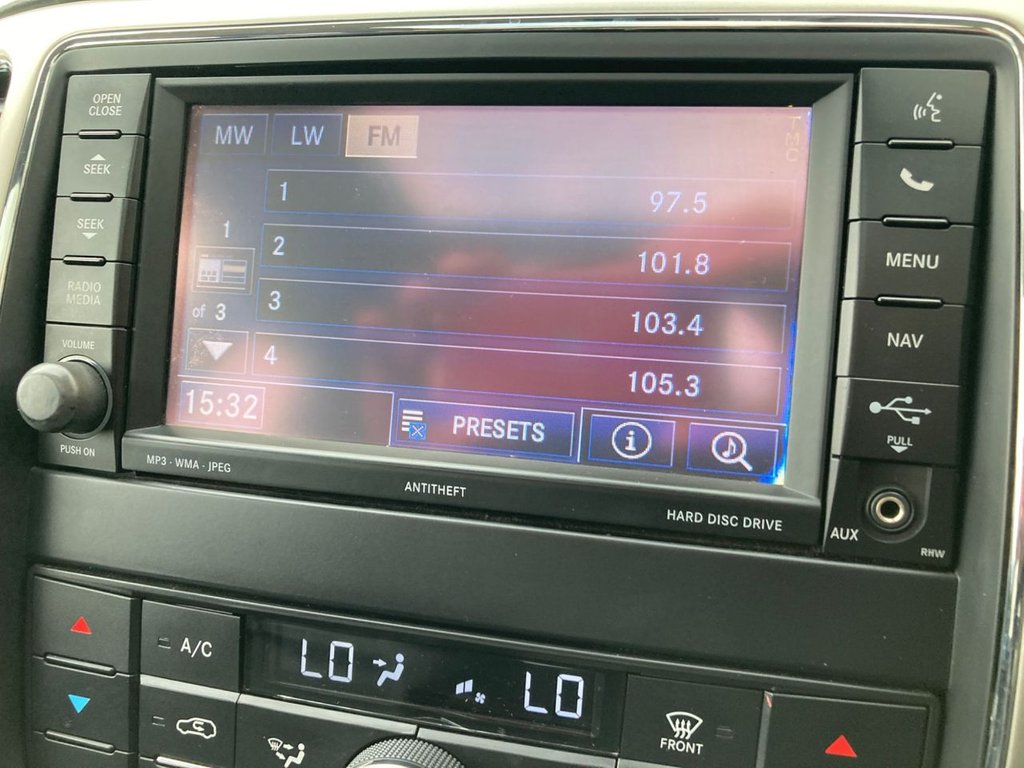 OPEN
CLOSE
SEEK
SEEK
RADIO
MEDIA
VOLUME
PUSH ON
MW LW FM
TMC
1 97.5
2 101.8
3 103.4
4 105.3
1
of 3
15:32
PRESETS
i
MENU
NAV
PULL
AUX
RHW
MP3 - WMA - JPEG
ANTITHEFT
HARD DISC DRIVE
A/C
LO LO
FRONT